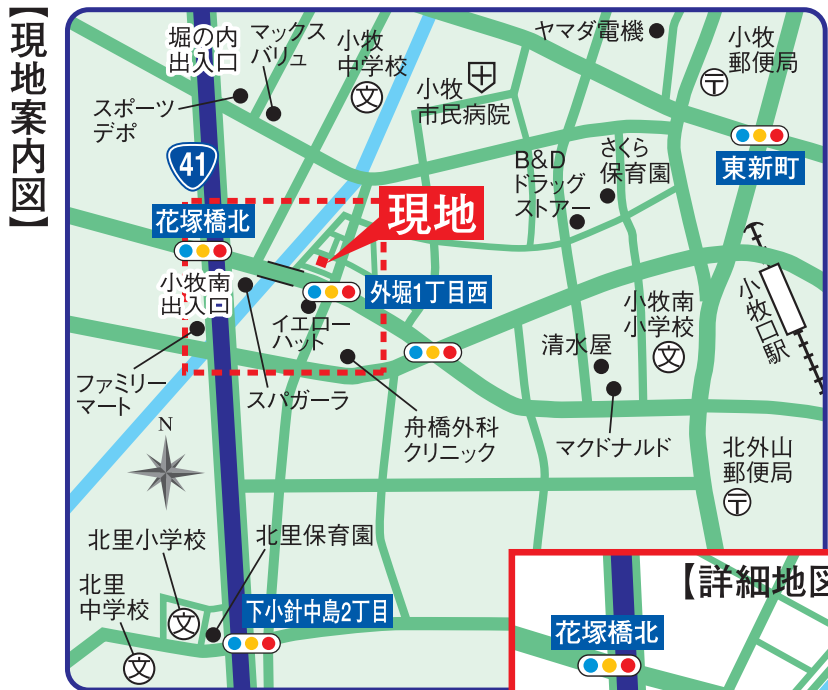 【現地案内図】
堀の内
出入口
マックス
バリュ
小牧
中学校
文
小牧
市民病院
ヤマダ電機
小牧
郵便局
〒
スポーツ
デポ
41
東新町
B&D
ドラッグ
ストアー
さくら
保育園
花塚橋北
現地
小牧南
出入口
外堀1丁目西
イエロー
ハット
小牧南
小学校
文
小牧口駅
清水屋
ファミリー
マート
スパガーラ
舟橋外科
クリニック
マクドナルド
北外山
郵便局
〒
N
北里小学校
文
北里保育園
北里
中学校
文
下小針中島2丁目
【詳細地図
花塚橋北